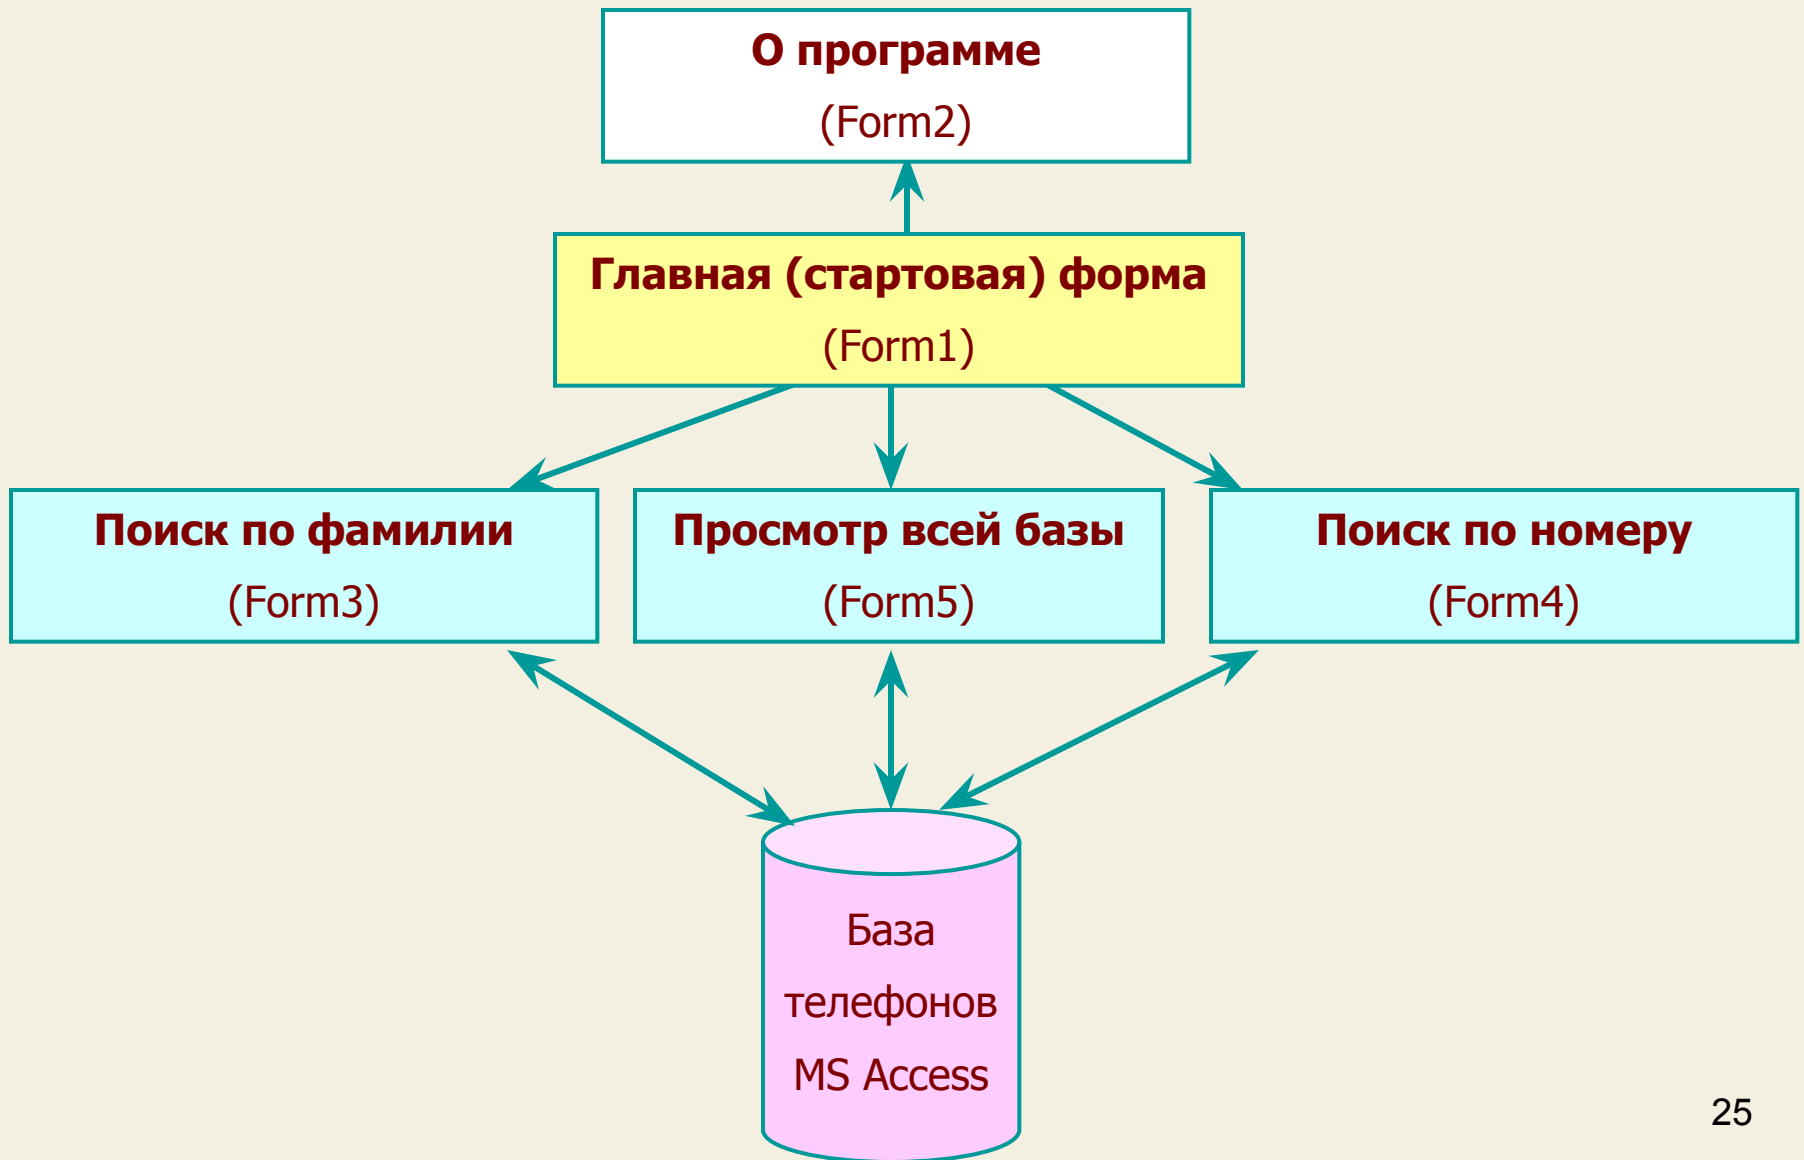 О программе
(Form2)
Главная (стартовая) форма
(Form1)
Поиск по фамилии
(Form3)
Просмотр всей базы
(Form5)
Поиск по номеру
(Form4)
База
телефонов
MS Access
25